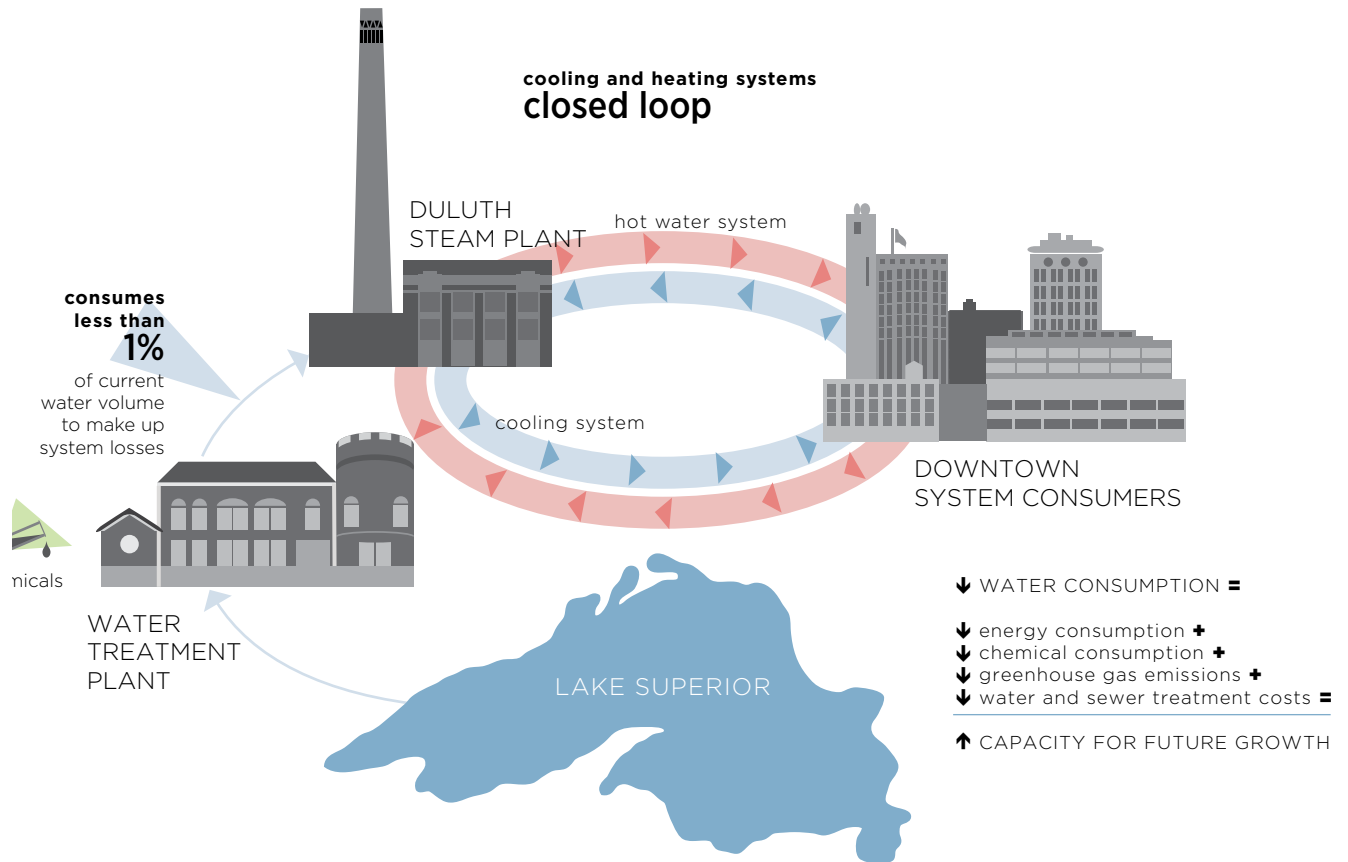 cooling and heating systems
closed loop
DULUTH
STEAM PLANT
hot water system
consumes
less than
1%
of current
water volume
to make up
system losses
cooling system
DOWNTOWN
SYSTEM CONSUMERS
micals
WATER
TREATMENT
PLANT
LAKE SUPERIOR
↓ WATER CONSUMPTION =
↓ energy consumption +
↓ chemical consumption +
↓ greenhouse gas emissions +
↓ water and sewer treatment costs =
↑ CAPACITY FOR FUTURE GROWTH